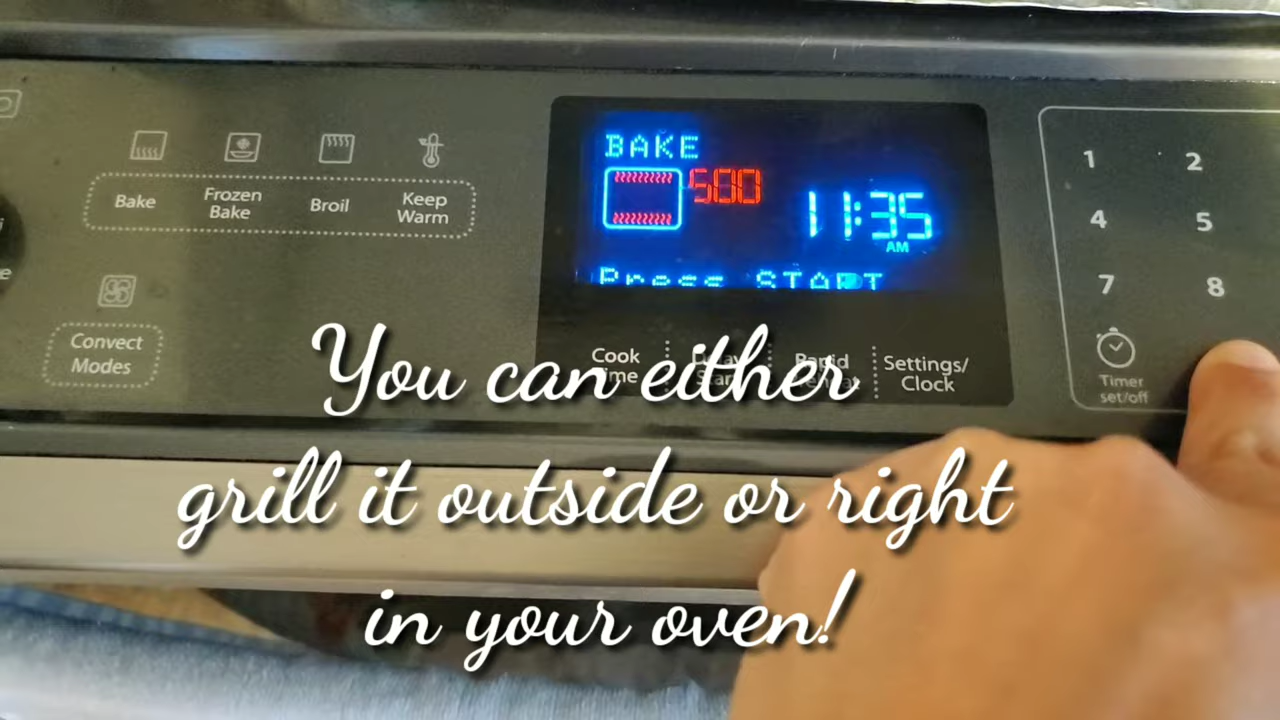 BAKE
500
11:35
AM
Press START
Bake
Frozen
Bake
Broil
Keep
Warm
Convect
Modes
1 2
4 5
7 8
Cook
Settings/
Clock
Timer
set/off
You can either
grill it outside or right
in your oven!